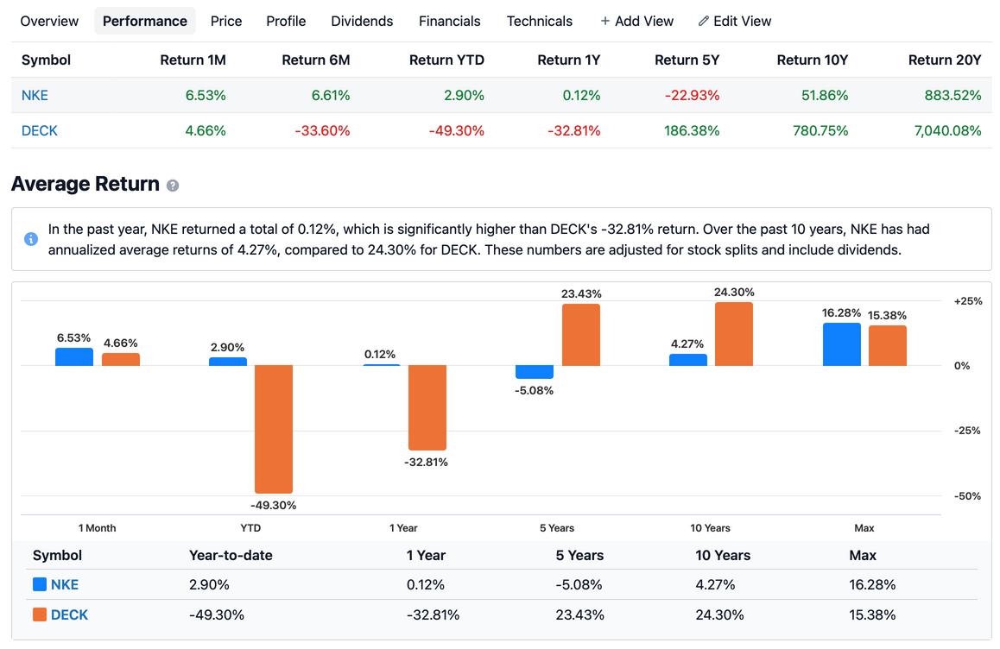 Overview Performance Price Profile Dividends Financials Technicals + Add View Edit View
Symbol Return 1M Return 6M Return YTD Return 1Y Return 5Y Return 10Y Return 20Y
NKE 6.53% 6.61% 2.90% 0.12% -22.93% 51.86% 883.52%
DECK 4.66% -33.60% -49.30% -32.81% 186.38% 780.75% 7,040.08%
Average Return ?
In the past year, NKE returned a total of 0.12%, which is significantly higher than DECK's -32.81% return. Over the past 10 years, NKE has had
annualized average returns of 4.27%, compared to 24.30% for DECK. These numbers are adjusted for stock splits and include dividends.
23.43% 24.30%
+25%
16.28% 15.38%
6.53% 4.66% 2.90% 0.12% 4.27%
0%
-5.08%
-25%
-32.81%
-50%
-49.30%
1 Month YTD 1 Year 5 Years 10 Years Max
Symbol Year-to-date 1 Year 5 Years 10 Years Max
NKE 2.90% 0.12% -5.08% 4.27% 16.28%
DECK -49.30% -32.81% 23.43% 24.30% 15.38%